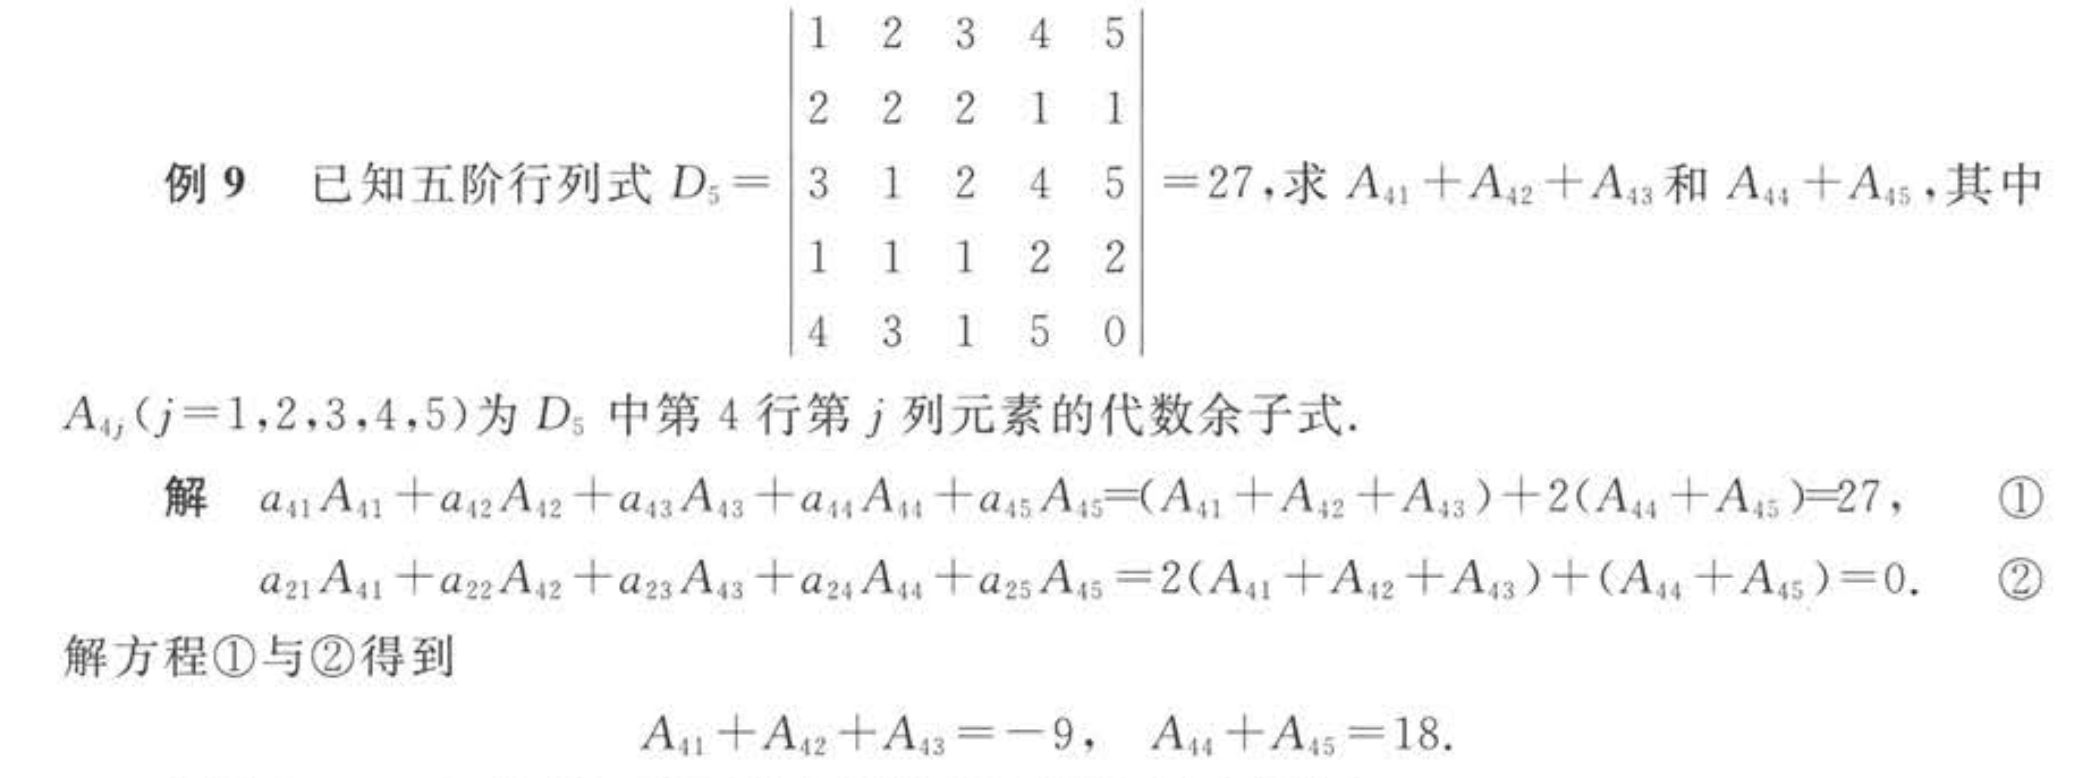 1 2 3 4 5
2 2 2 1 1
例 9 已知五阶行列式 D₅ = 3 1 2 4 5 = 27,求 A₄₁ + A₄₂ + A₄₃ 和 A₄₄ + A₄₅,其中
1 1 1 2 2
4 3 1 5 0
A₄ⱼ(j=1,2,3,4,5)为 D₅ 中第 4 行第 j 列元素的代数余子式.
解 a₄₁A₄₁+a₄₂A₄₂+a₄₃A₄₃+a₄₄A₄₄+a₄₅A₄₅=(A₄₁+A₄₂+A₄₃)+2(A₄₄+A₄₅)=27, ①
a₂₁A₄₁+a₂₂A₄₂+a₂₃A₄₃+a₂₄A₄₄+a₂₅A₄₅=2(A₄₁+A₄₂+A₄₃)+(A₄₄+A₄₅)=0. ②
解方程①与②得到
A₄₁+A₄₂+A₄₃=-9, A₄₄+A₄₅=18.